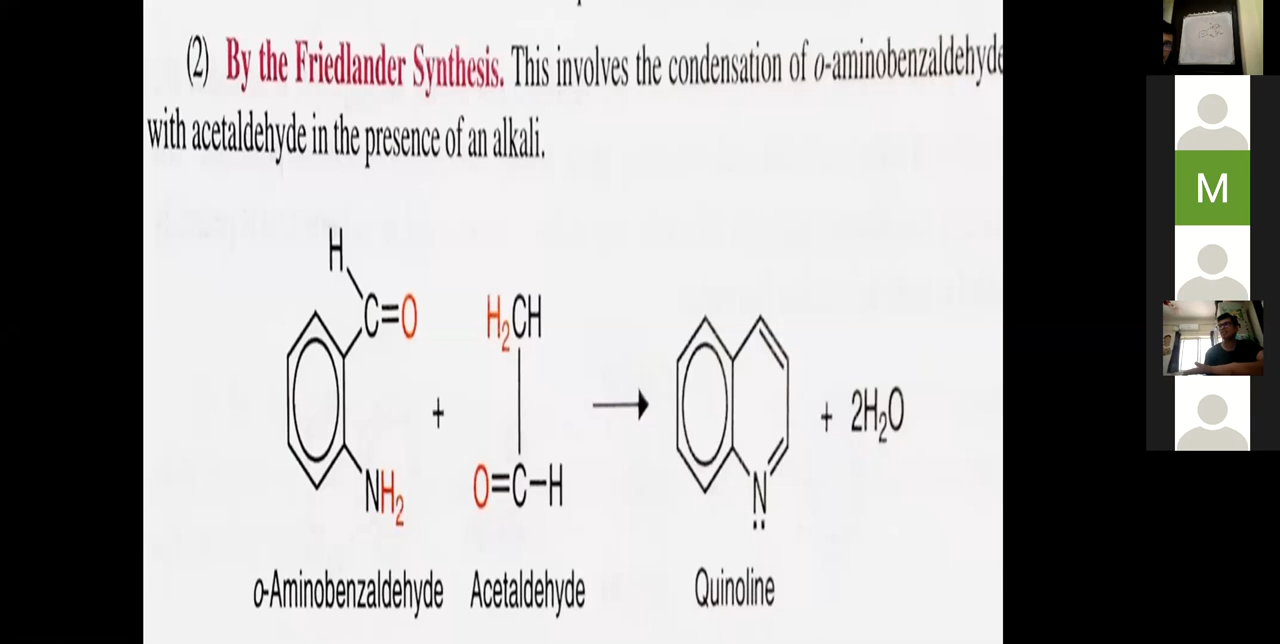 (2) By the Friedlander Synthesis. This involves the condensation of o-aminobenzaldehyde
with acetaldehyde in the presence of an alkali.
H
C=O H₂CH
+ + 2H₂O
NH₂ O=C–H N
o-Aminobenzaldehyde Acetaldehyde Quinoline
M